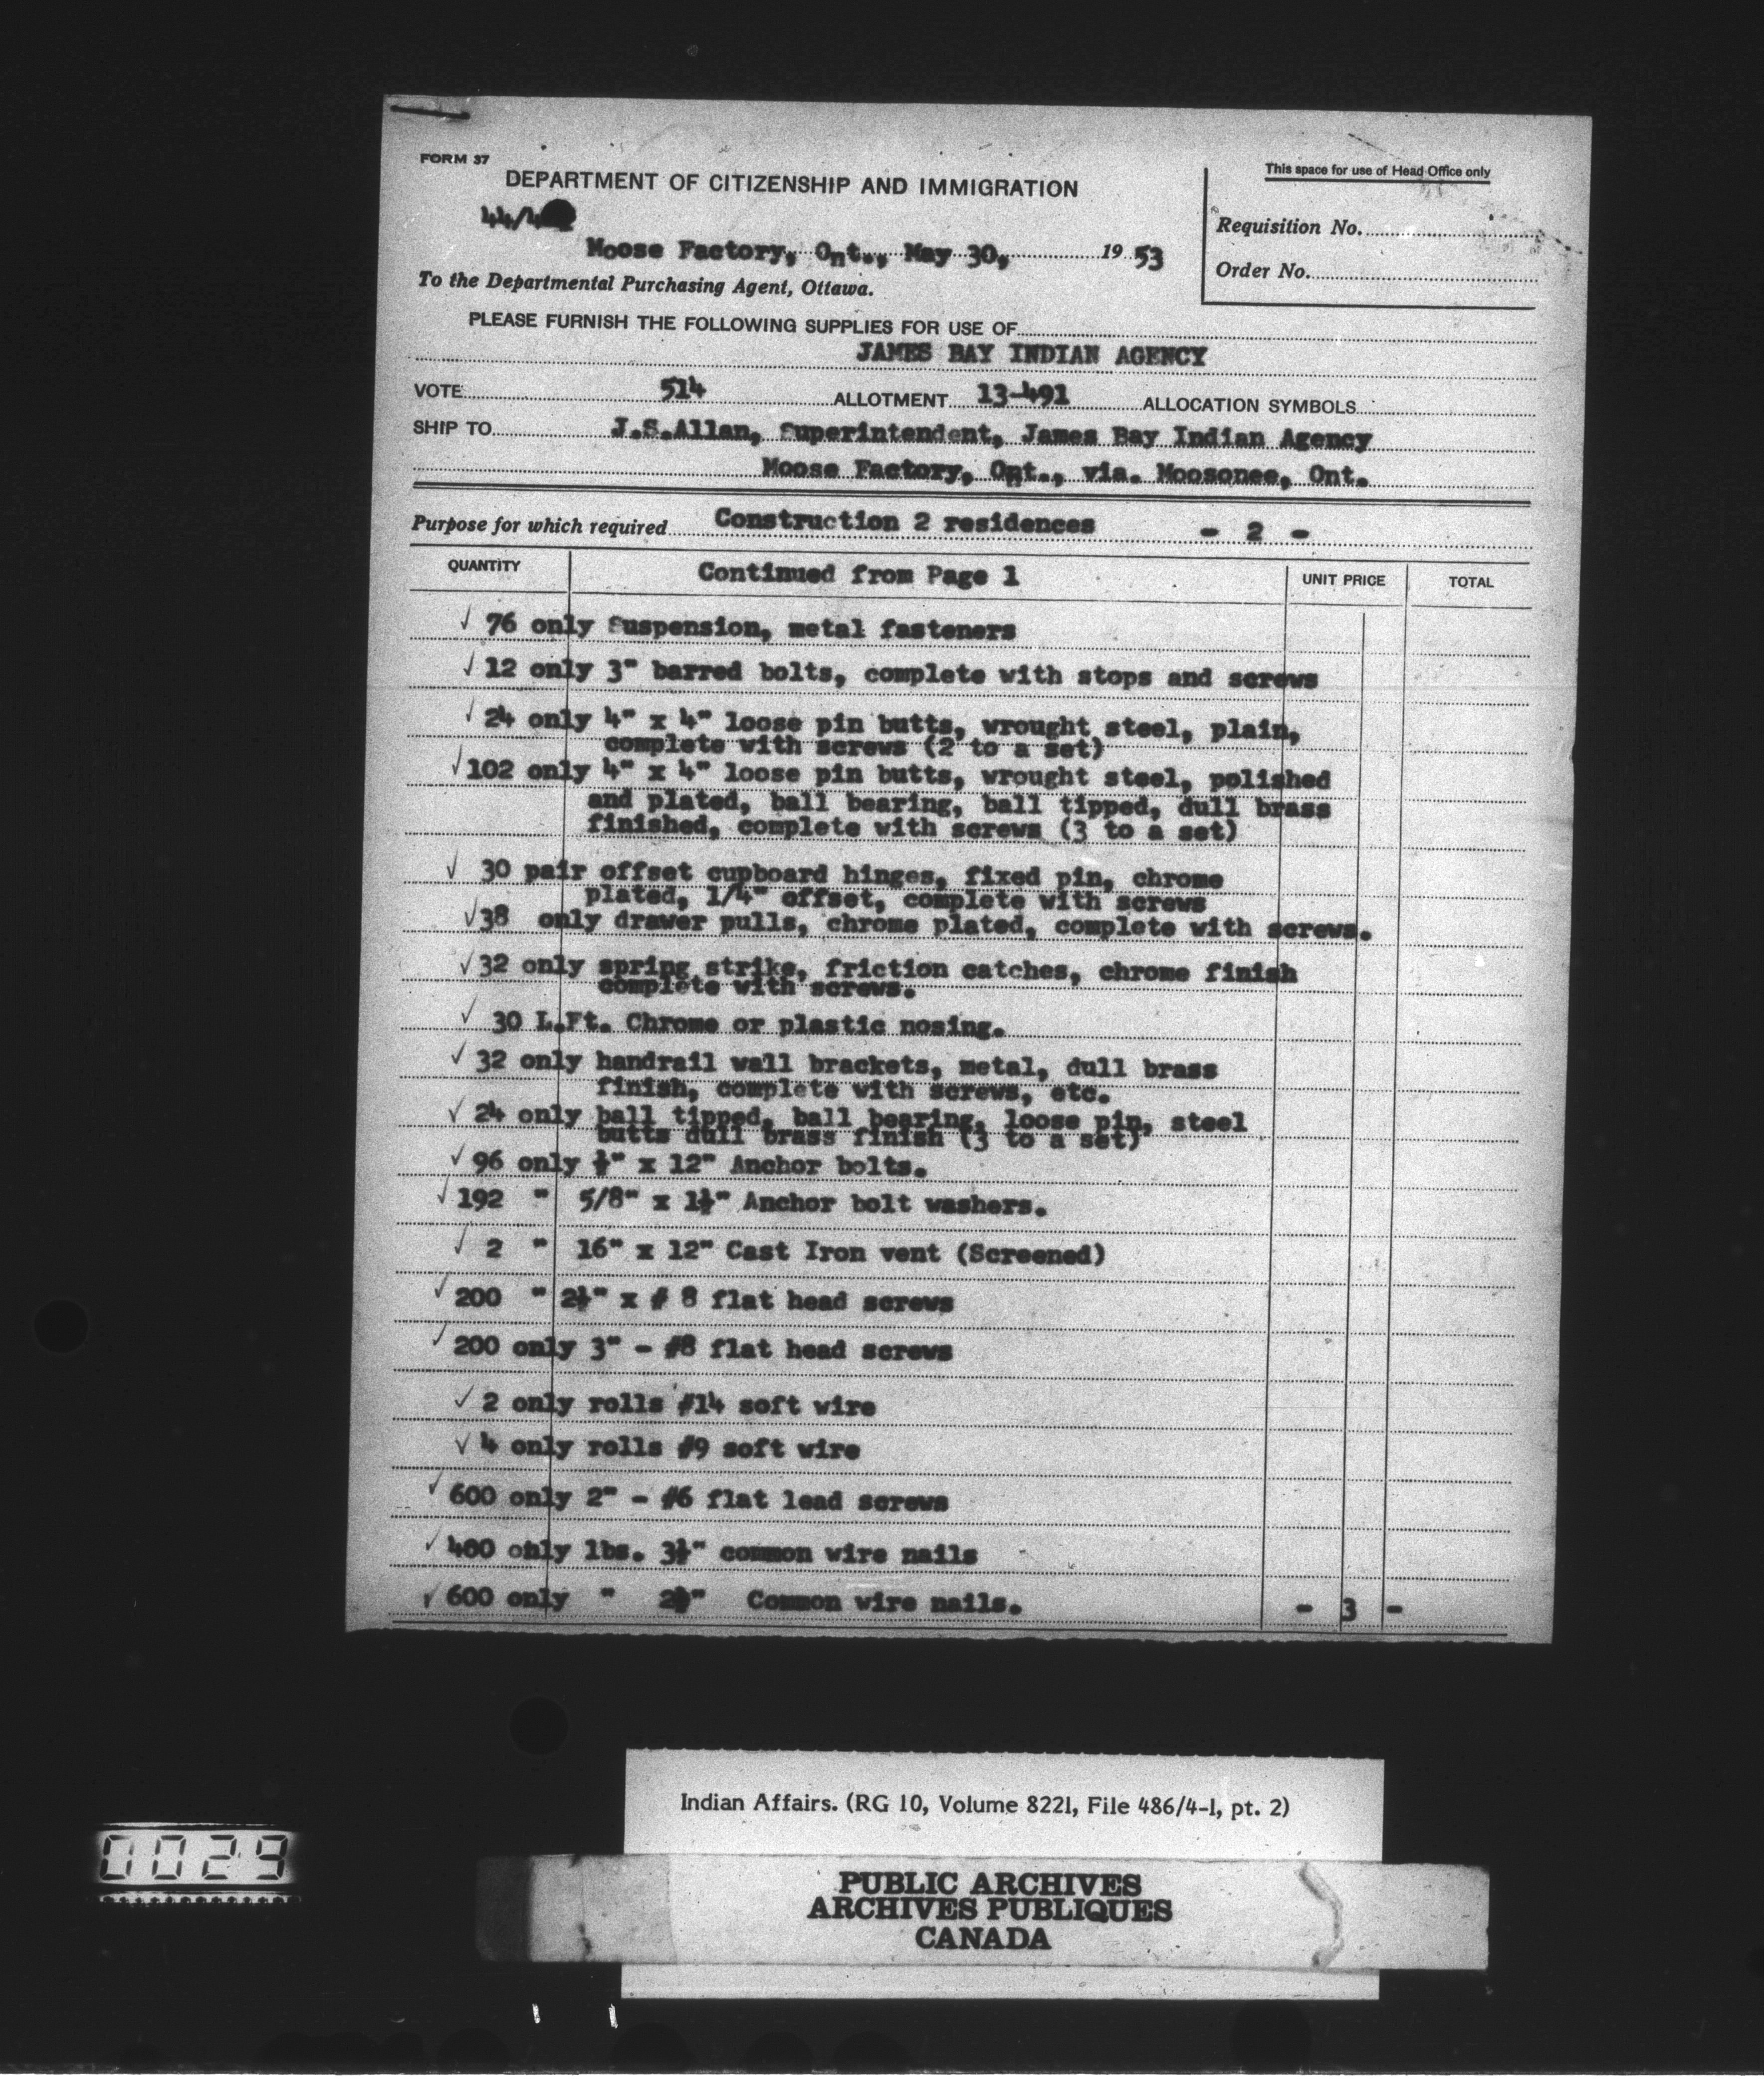 FORM 37
DEPARTMENT OF CITIZENSHIP AND IMMIGRATION
This space for use of Head Office only
44/4
Requisition No.
Moose Factory, Ont., May 30, 1953
Order No.
To the Departmental Purchasing Agent, Ottawa.
PLEASE FURNISH THE FOLLOWING SUPPLIES FOR USE OF
JAMES BAY INDIAN AGENCY
VOTE 514 ALLOTMENT 13-491 ALLOCATION SYMBOLS
SHIP TO J.S.Allan, Superintendent, James Bay Indian Agency
Moose Factory, Ont., via. Moosonee, Ont.
Purpose for which required Construction 2 residences - 2 -
QUANTITY Continued from Page 1 UNIT PRICE TOTAL
✓ 76 only Suspension, metal fasteners
✓ 12 only 3" barred bolts, complete with stops and screws
✓ 24 only 4" x 4" loose pin butts, wrought steel, plain,
complete with screws (2 to a set)
✓ 102 only 4" x 4" loose pin butts, wrought steel, polished
and plated, ball bearing, ball tipped, dull brass
finished, complete with screws (3 to a set)
✓ 30 pair offset cupboard hinges, fixed pin, chrome
plated, 1/4" offset, complete with screws
✓ 38 only drawer pulls, chrome plated, complete with screws.
✓ 32 only spring strike, friction catches, chrome finish
complete with screws.
✓ 30 L.Ft. Chrome or plastic nosing.
✓ 32 only handrail wall brackets, metal, dull brass
finish, complete with screws, etc.
✓ 24 only ball tipped, ball bearing, loose pin, steel
butts dull brass finish (3 to a set)
✓ 96 only ½" x 12" Anchor bolts.
✓ 192 " 5/8" x 1½" Anchor bolt washers.
✓ 2 " 16" x 12" Cast Iron vent (Screened)
✓ 200 " 2½" x # 8 flat head screws
✓ 200 only 3" - #8 flat head screws
✓ 2 only rolls #14 soft wire
✓ 4 only rolls #9 soft wire
✓ 600 only 2" - #6 flat lead screws
✓ 400 only lbs. 3½" common wire nails
✓ 600 only " 2½" Common wire nails.
- 3 -
Indian Affairs. (RG 10, Volume 8221, File 486/4-1, pt. 2)
0029
PUBLIC ARCHIVES
ARCHIVES PUBLIQUES
CANADA